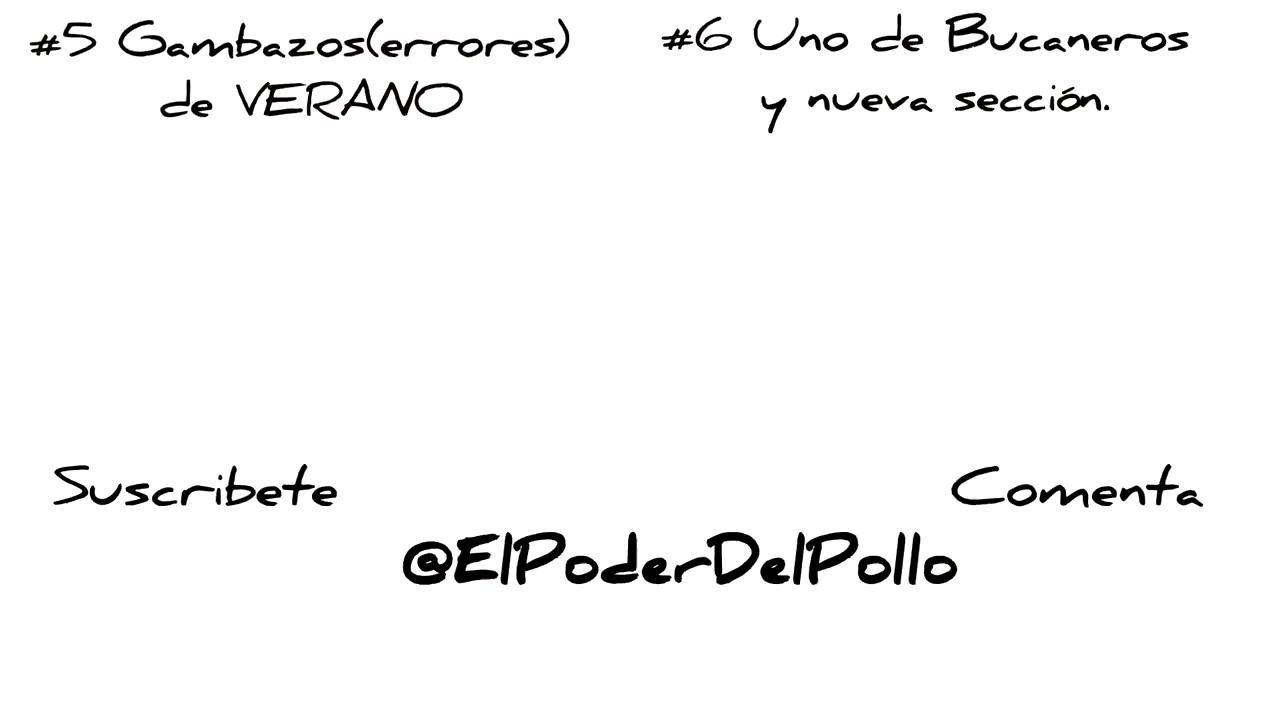 #5 Gambazos(errores)
de VERANO
#6 Uno de Bucaneros
y nueva sección.
Suscribete
Comenta
@ElPoderDelPollo